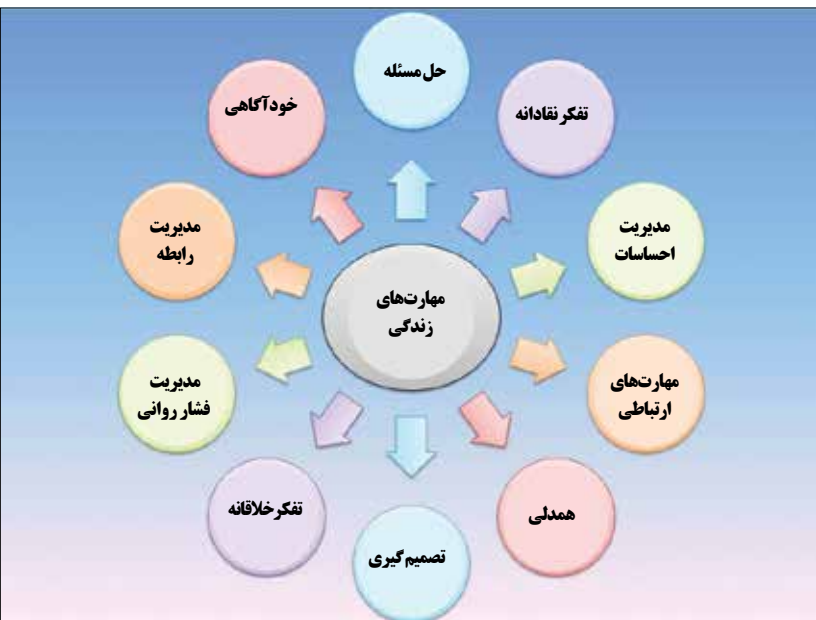 حل مسئله
تفکر نقادانه
مدیریت
احساسات
مهارت‌های
ارتباطی
همدلی
تصمیم گیری
تفکر خلاقانه
مدیریت
فشار روانی
مدیریت
رابطه
خودآگاهی
مهارت‌های
زندگی